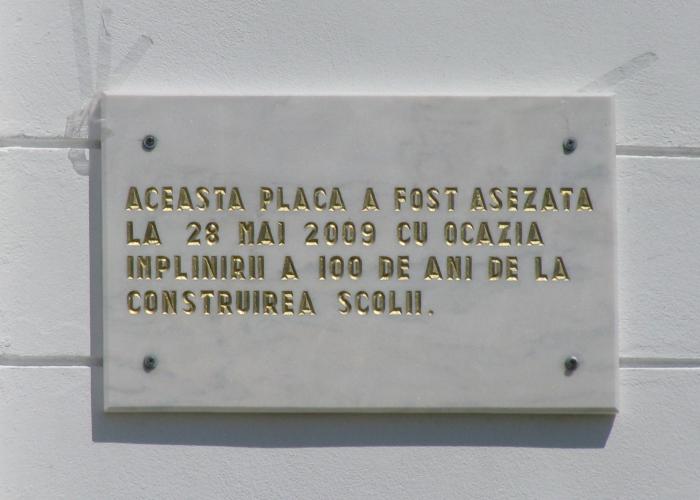 ACEASTA PLACA A FOST ASEZATA
LA 28 MAI 2009 CU OCAZIA
IMPLINIRII A 100 DE ANI DE LA
CONSTRUIREA SCOLII.